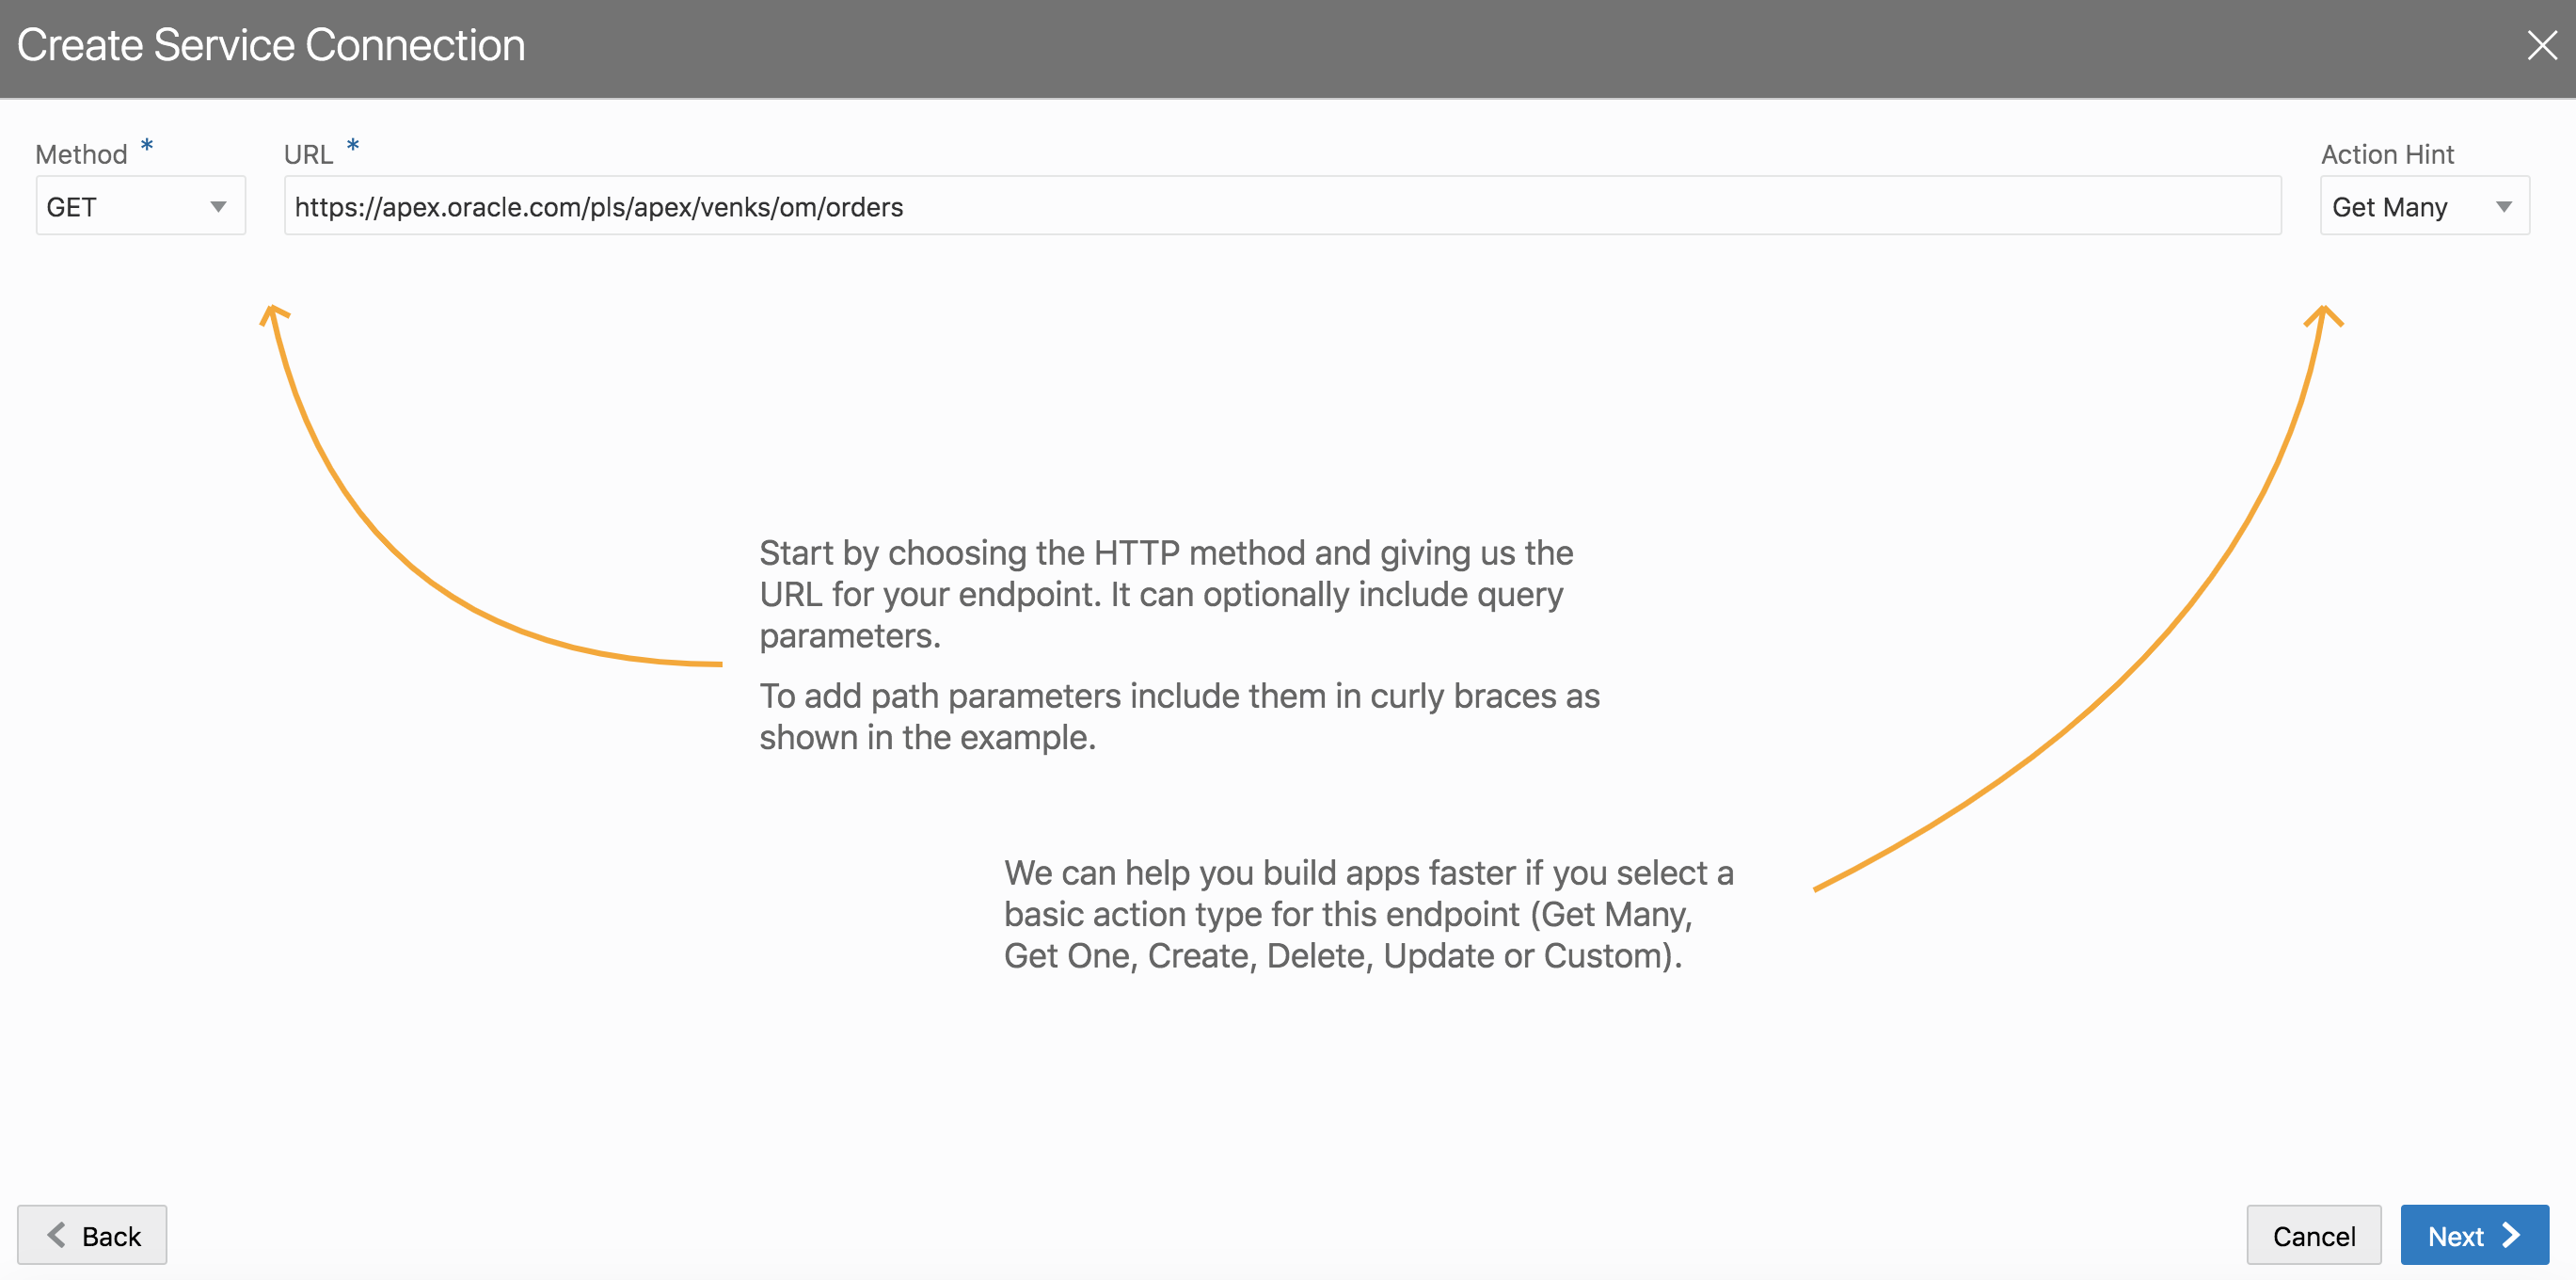 Create Service Connection
Method *
URL *
Action Hint
GET
https://apex.oracle.com/pls/apex/venks/om/orders
Get Many
Start by choosing the HTTP method and giving us the
URL for your endpoint. It can optionally include query
parameters.
To add path parameters include them in curly braces as
shown in the example.
We can help you build apps faster if you select a
basic action type for this endpoint (Get Many,
Get One, Create, Delete, Update or Custom).
Back
Cancel
Next